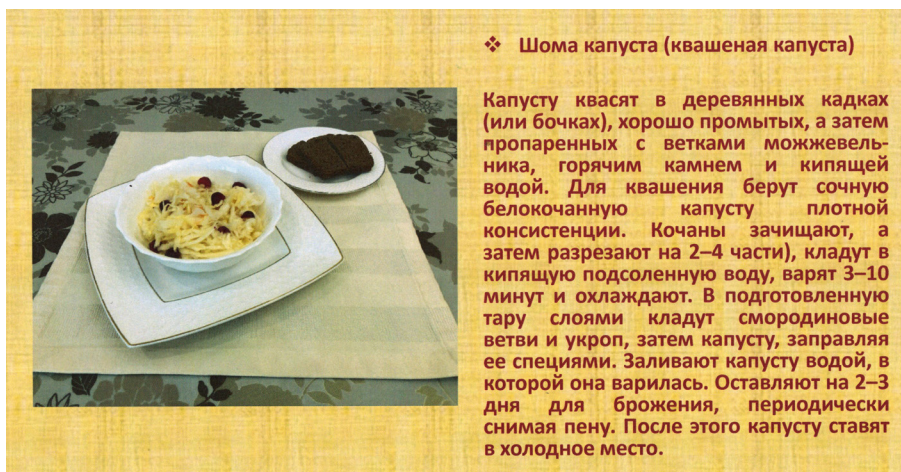 ❖ Шома капуста (квашеная капуста)
Капусту квасят в деревянных кадках
(или бочках), хорошо промытых, а затем
пропаренных с ветками можжевель-
ника, горячим камнем и кипящей
водой. Для квашения берут сочную
белокочанную капусту плотной
консистенции. Кочаны зачищают, а
затем разрезают на 2–4 части), кладут в
кипящую подсоленную воду, варят 3–10
минут и охлаждают. В подготовленную
тару слоями кладут смородиновые
ветви и укроп, затем капусту, заправляя
ее специями. Заливают капусту водой, в
которой она варилась. Оставляют на 2–3
дня для брожения, периодически
снимая пену. После этого капусту ставят
в холодное место.